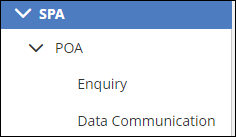 SPA
POA
Enquiry
Data Communication